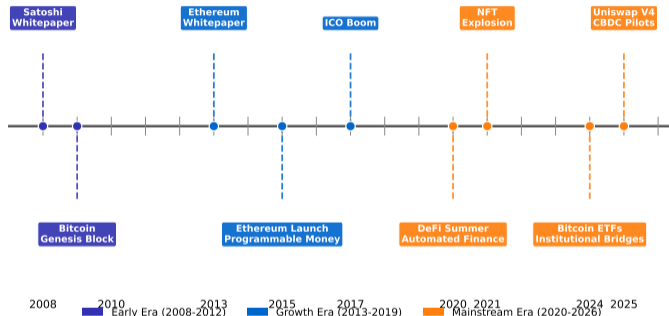 Satoshi
Whitepaper
Ethereum
Whitepaper
ICO Boom
NFT
Explosion
Uniswap V4
CBDC Pilots
Bitcoin
Genesis Block
Ethereum Launch
Programmable Money
DeFi Summer
Automated Finance
Bitcoin ETFs
Institutional Bridges
2008 2010 2013 2015 2017 2020 2021 2024 2025
Early Era (2008-2012) Growth Era (2013-2019) Mainstream Era (2020-2026)